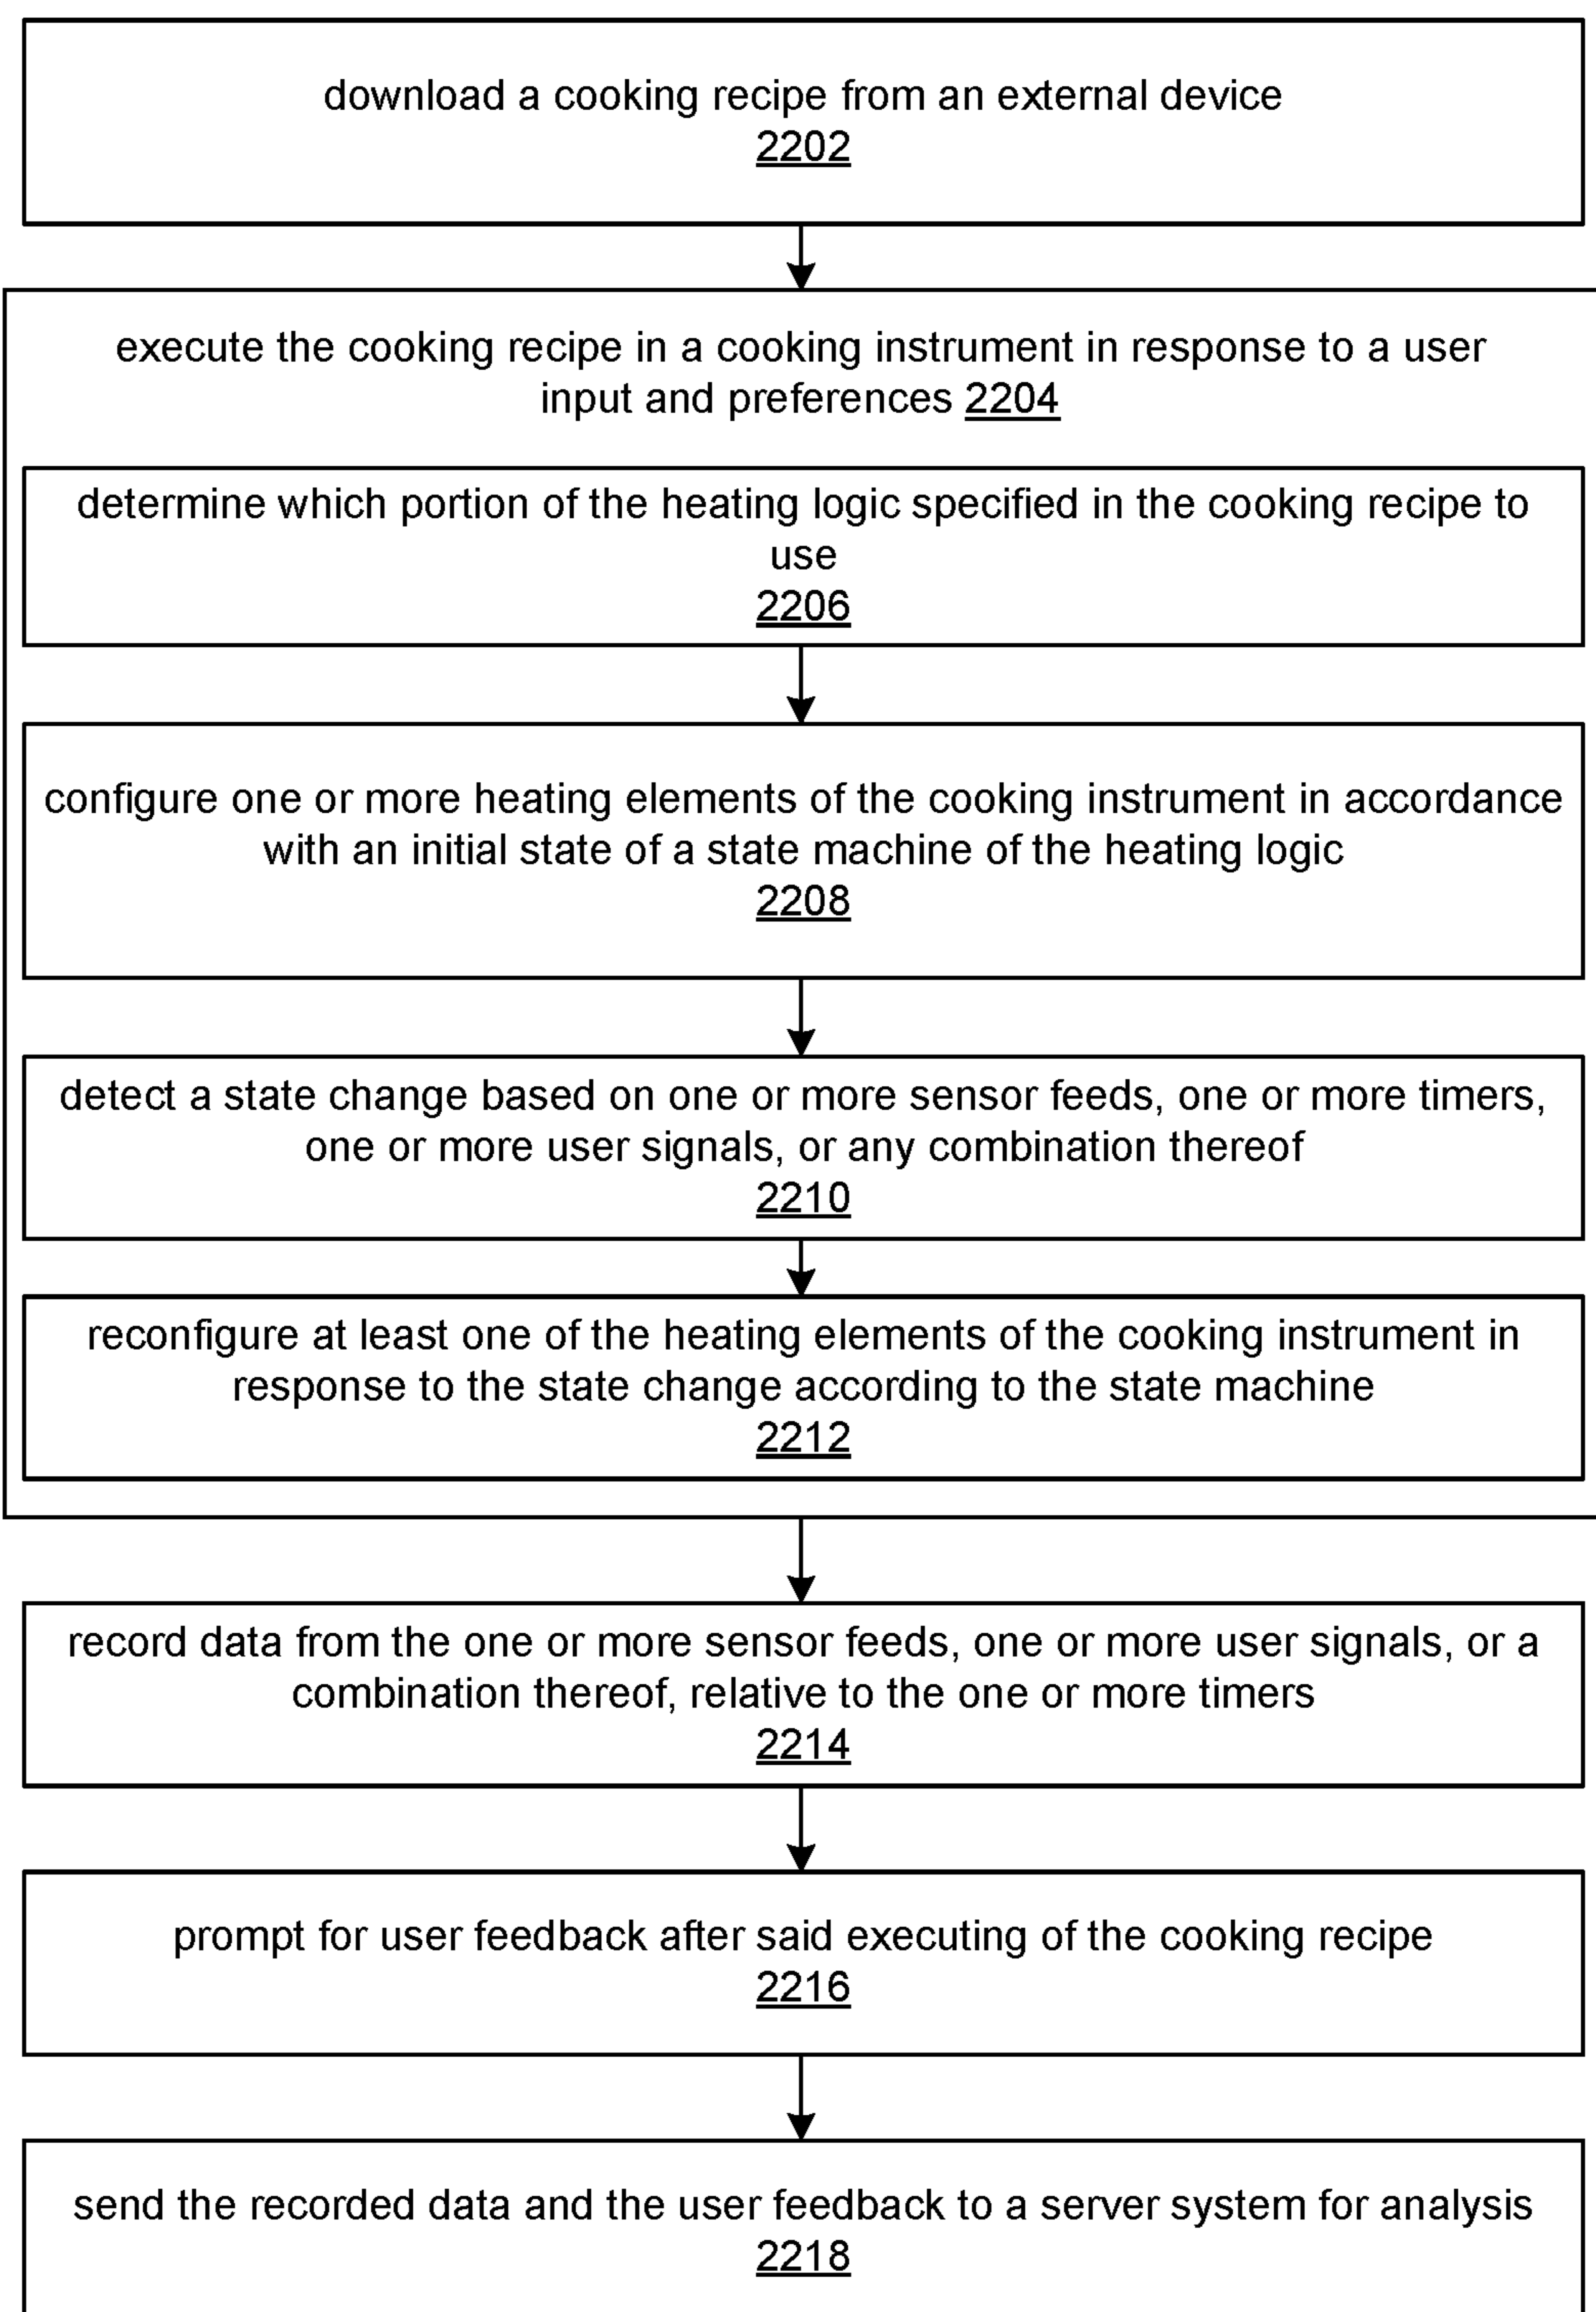 download a cooking recipe from an external device
2202
execute the cooking recipe in a cooking instrument in response to a user
input and preferences 2204
determine which portion of the heating logic specified in the cooking recipe to
use
2206
configure one or more heating elements of the cooking instrument in accordance
with an initial state of a state machine of the heating logic
2208
detect a state change based on one or more sensor feeds, one or more timers,
one or more user signals, or any combination thereof
2210
reconfigure at least one of the heating elements of the cooking instrument in
response to the state change according to the state machine
2212
record data from the one or more sensor feeds, one or more user signals, or a
combination thereof, relative to the one or more timers
2214
prompt for user feedback after said executing of the cooking recipe
2216
send the recorded data and the user feedback to a server system for analysis
2218